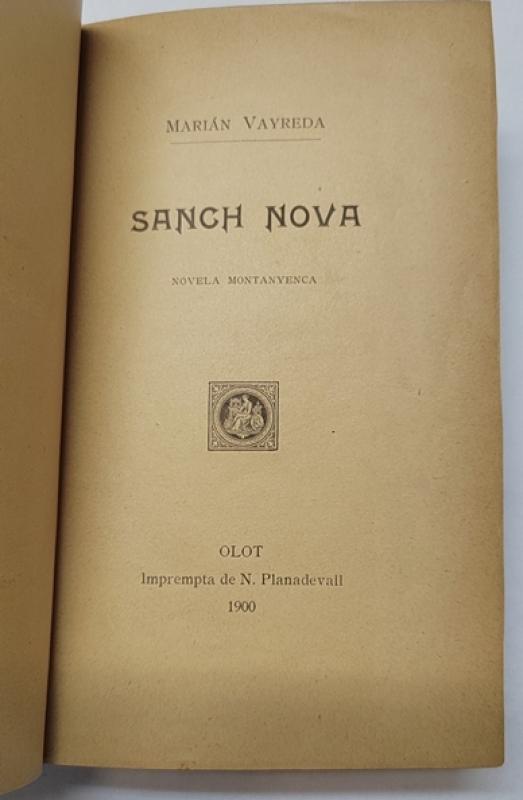 MARIÁN VAYREDA
SANCH NOVA
NOVELA MONTANYENCA
OLOT
Imprempta de N. Planadevall
1900